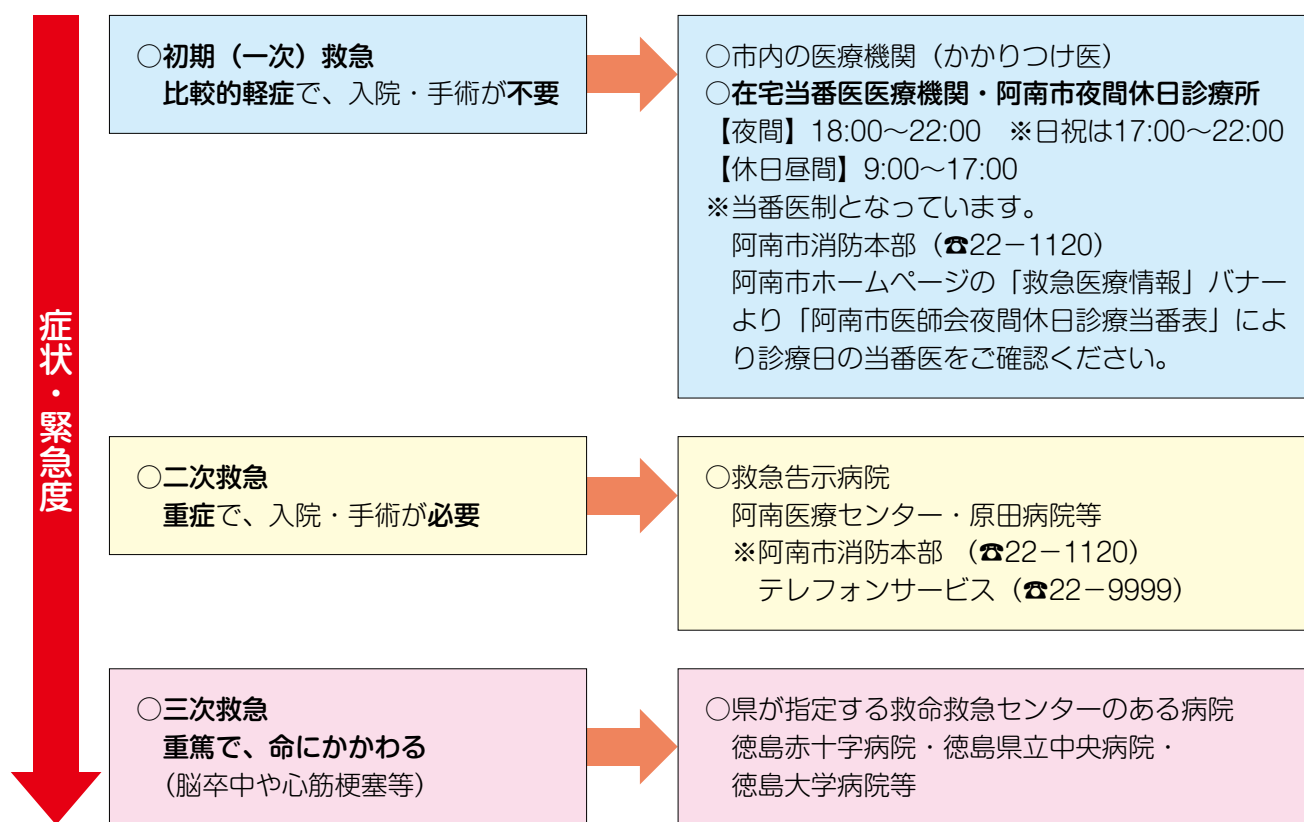 症状・緊急度
○初期（一次）救急
比較的軽症で、入院・手術が不要
○市内の医療機関（かかりつけ医）
○在宅当番医医療機関・阿南市夜間休日診療所
【夜間】18:00～22:00　※日祝は17:00～22:00
【休日昼間】9:00～17:00
※当番医制となっています。
阿南市消防本部（☎22－1120）
阿南市ホームページの「救急医療情報」バナー
より「阿南市医師会夜間休日診療当番表」によ
り診療日の当番医をご確認ください。
○二次救急
重症で、入院・手術が必要
○救急告示病院
阿南医療センター・原田病院等
※阿南市消防本部 （☎22－1120）
テレフォンサービス（☎22－9999）
○三次救急
重篤で、命にかかわる
（脳卒中や心筋梗塞等）
○県が指定する救命救急センターのある病院
徳島赤十字病院・徳島県立中央病院・
徳島大学病院等